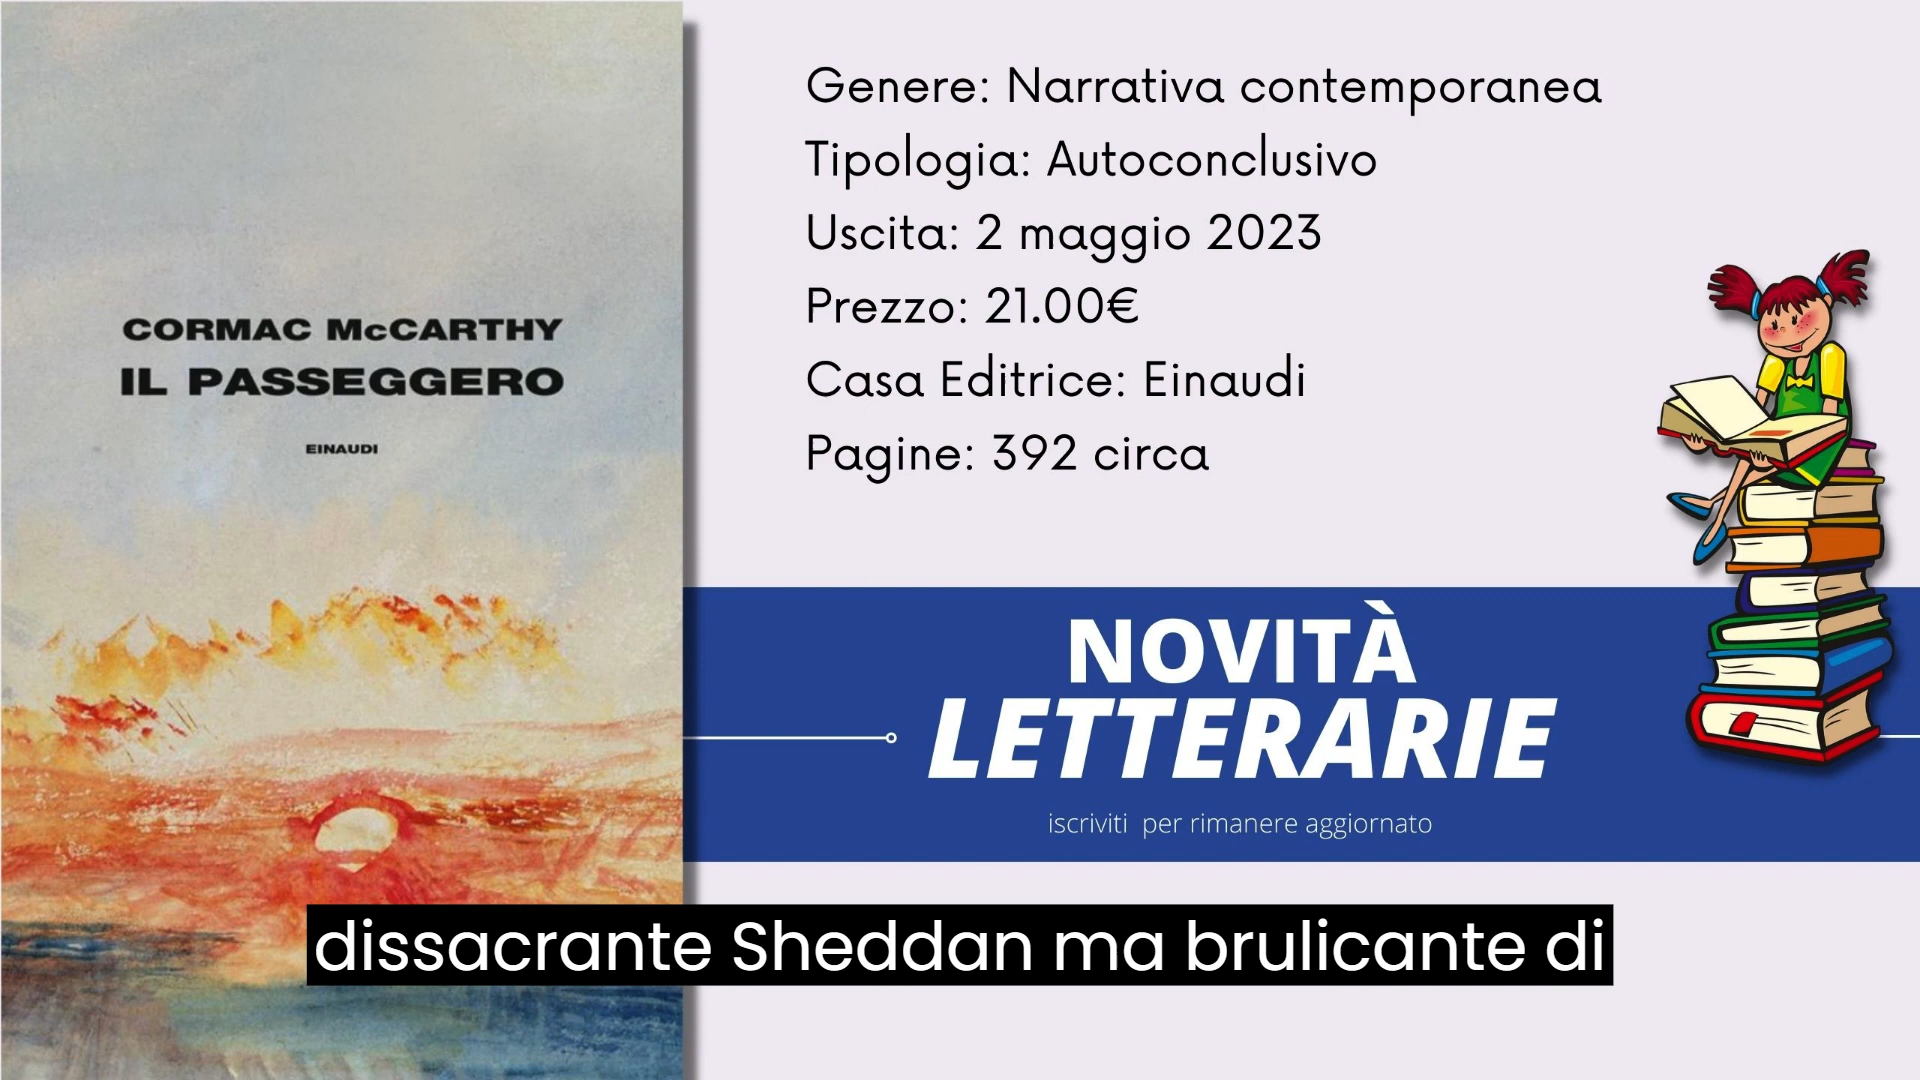 CORMAC McCARTHY
IL PASSEGGERO
EINAUDI
Genere: Narrativa contemporanea
Tipologia: Autoconclusivo
Uscita: 2 maggio 2023
Prezzo: 21.00€
Casa Editrice: Einaudi
Pagine: 392 circa
NOVITÀ
LETTERARIE
iscriviti per rimanere aggiornato
dissacrante Sheddan ma brulicante di